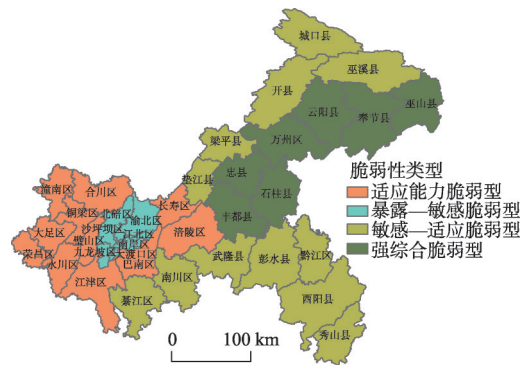 城口县
巫溪县
开县
云阳县
奉节县
巫山县
万州区
梁平县
忠县
垫江县
石柱县
丰都县
脆弱性类型
适应能力脆弱型
暴露—敏感脆弱型
敏感—适应脆弱型
强综合脆弱型
潼南区
合川区
长寿区
铜梁区
北碚区
渝北区
大足区
沙坪坝区
江北区
涪陵区
璧山区
南岸区
荣昌区
九龙坡区
大渡口区
永川区
巴南区
江津区
武隆县
彭水县
黔江区
南川区
綦江区
酉阳县
秀山县
0
100 km